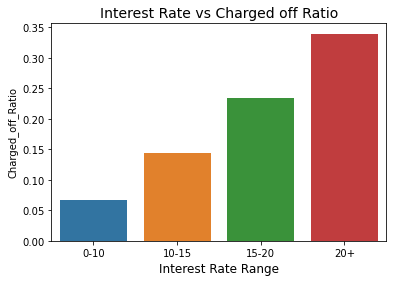 Interest Rate vs Charged off Ratio
Charged_off_Ratio
0.35
0.30
0.25
0.20
0.15
0.10
0.05
0.00
0-10 10-15 15-20 20+
Interest Rate Range